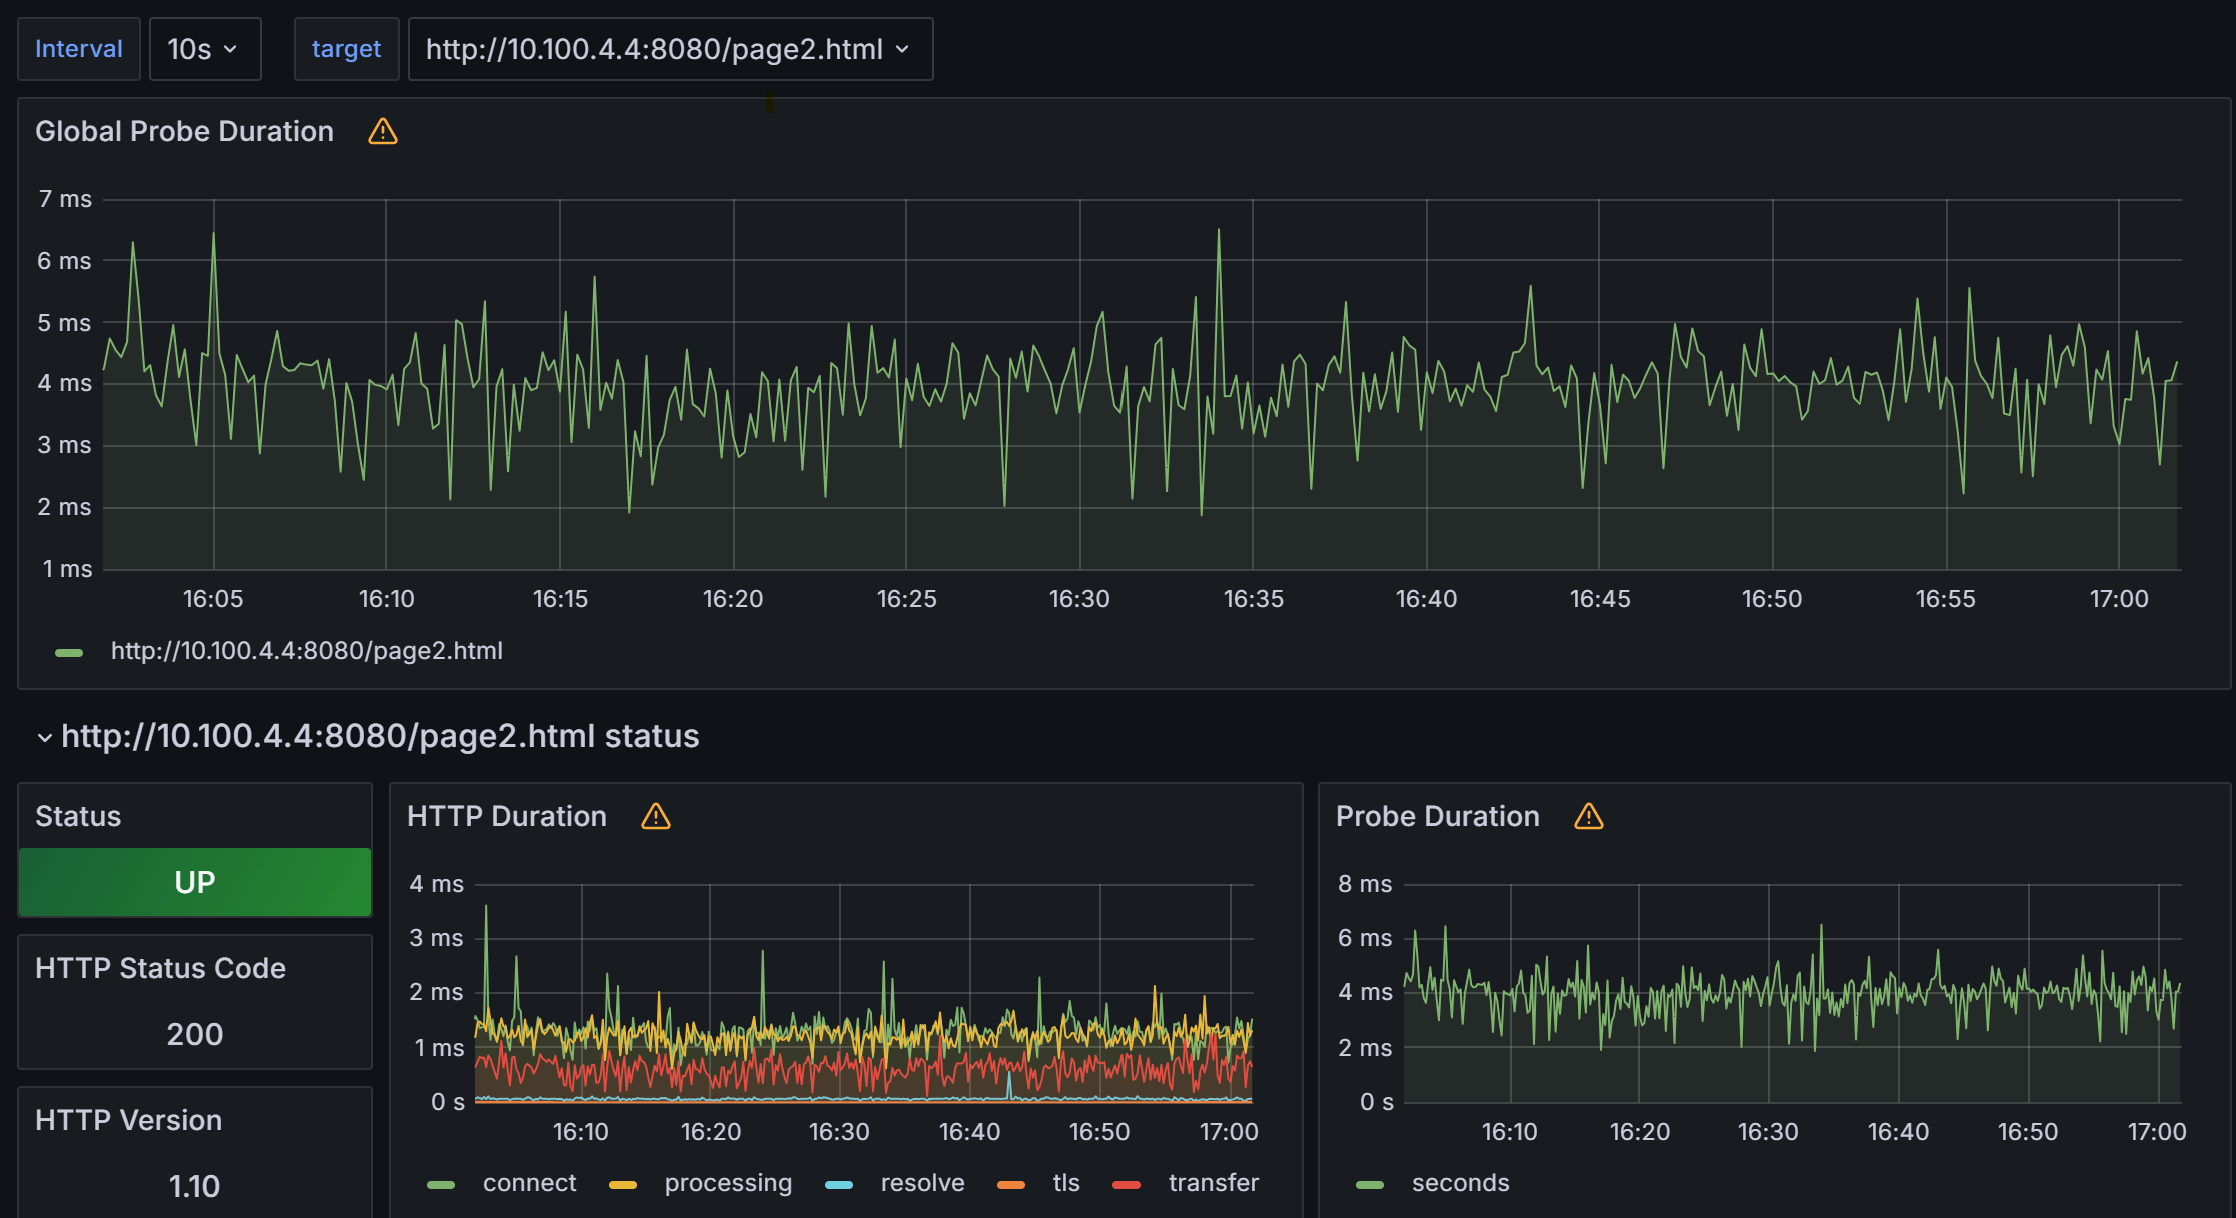 Interval 10s target http://10.100.4.4:8080/page2.html
Global Probe Duration
7 ms
6 ms
5 ms
4 ms
3 ms
2 ms
1 ms
16:05 16:10 16:15 16:20 16:25 16:30 16:35 16:40 16:45 16:50 16:55 17:00
http://10.100.4.4:8080/page2.html
http://10.100.4.4:8080/page2.html status
Status
UP
HTTP Status Code
200
HTTP Version
1.10
HTTP Duration
4 ms
3 ms
2 ms
1 ms
0 s
16:10 16:20 16:30 16:40 16:50 17:00
connect processing resolve tls transfer
Probe Duration
8 ms
6 ms
4 ms
2 ms
0 s
16:10 16:20 16:30 16:40 16:50 17:00
seconds